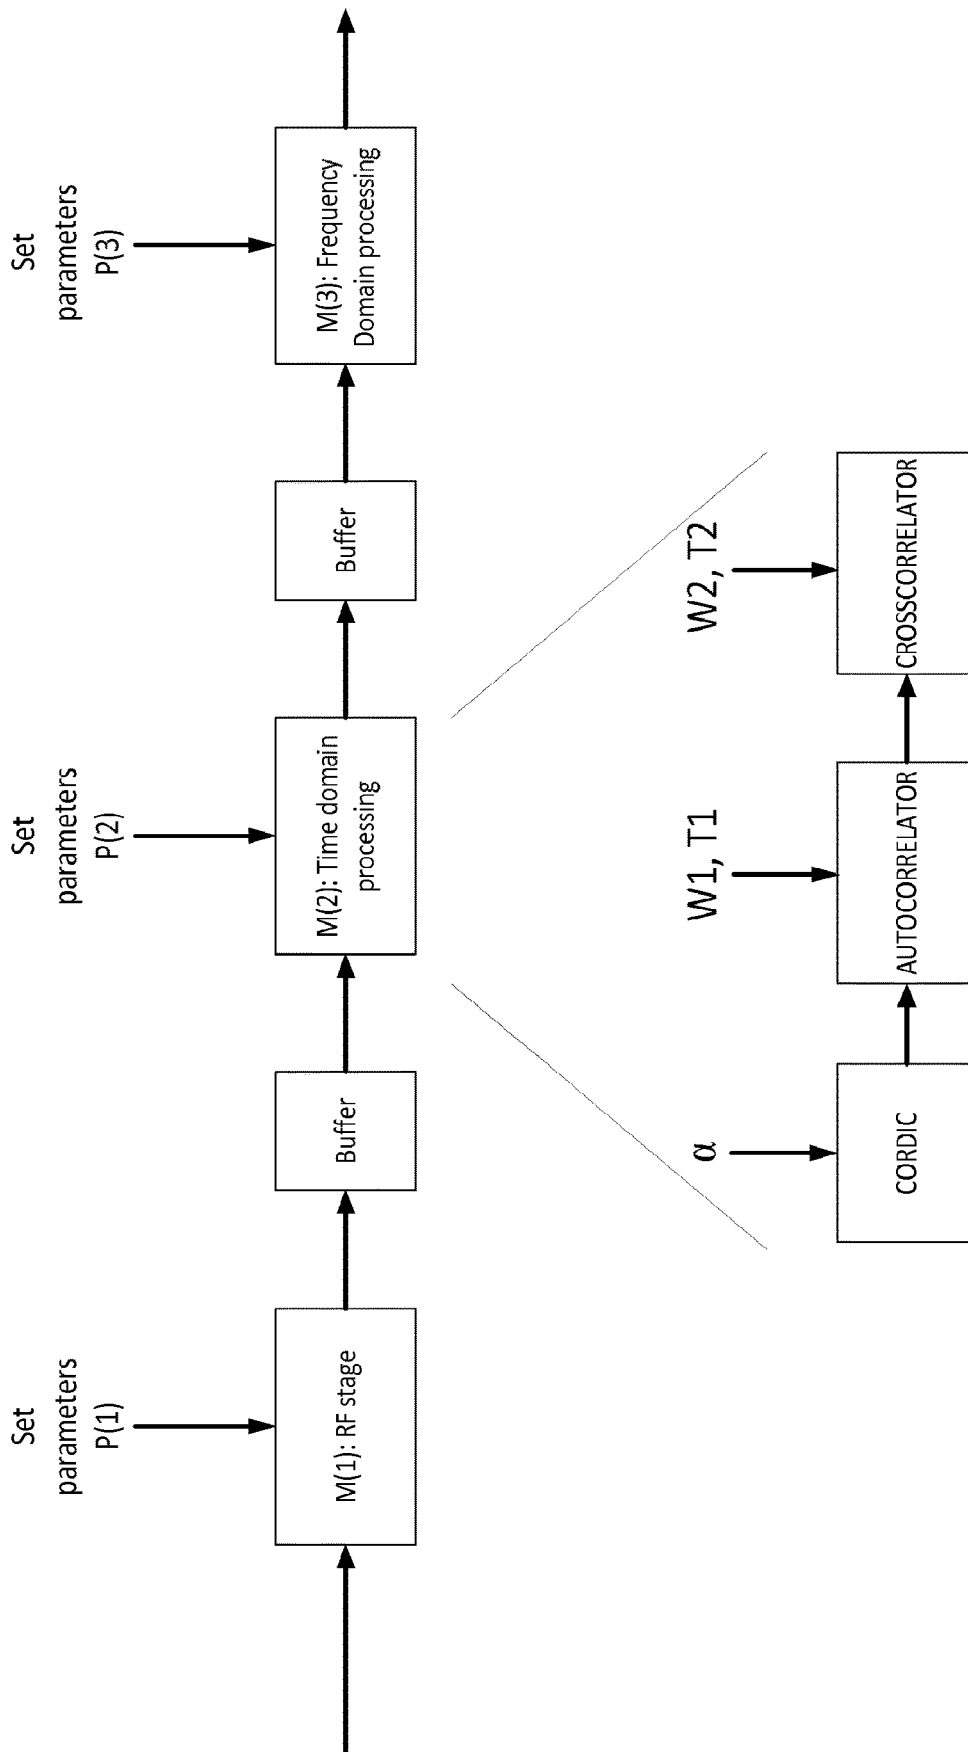 Set
parameters
P(1)
Set
parameters
P(2)
Set
parameters
P(3)
M(1): RF stage
Buffer
M(2): Time domain
processing
Buffer
M(3): Frequency
Domain processing
α
W1, T1
W2, T2
CORDIC
AUTOCORRELATOR
CROSSCORRELATOR